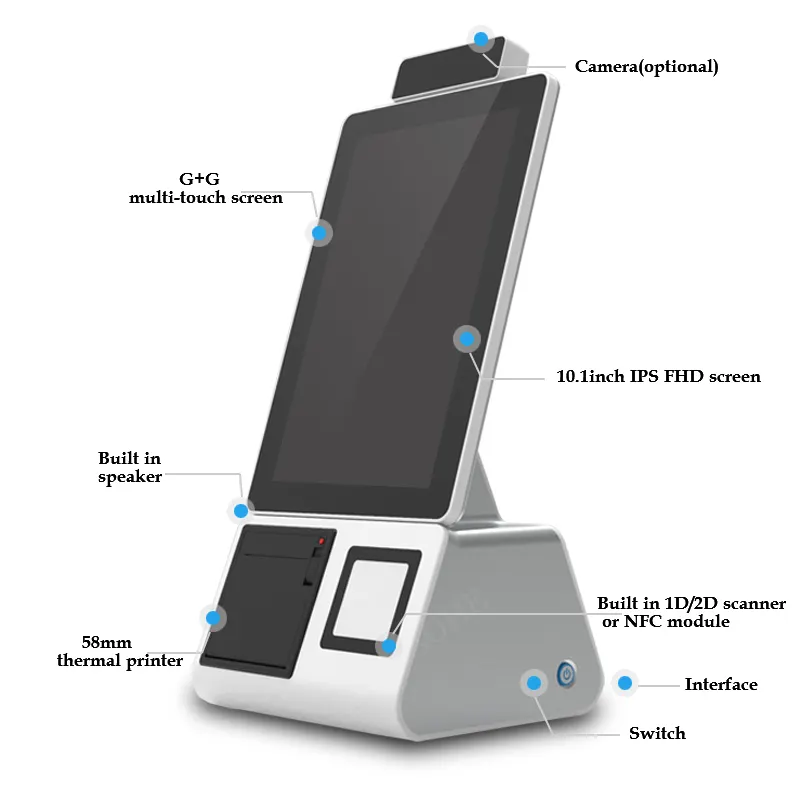 Camera(optional)
G+G
multi-touch screen
10.1inch IPS FHD screen
Built in
speaker
Built in 1D/2D scanner
or NFC module
58mm
thermal printer
Interface
Switch